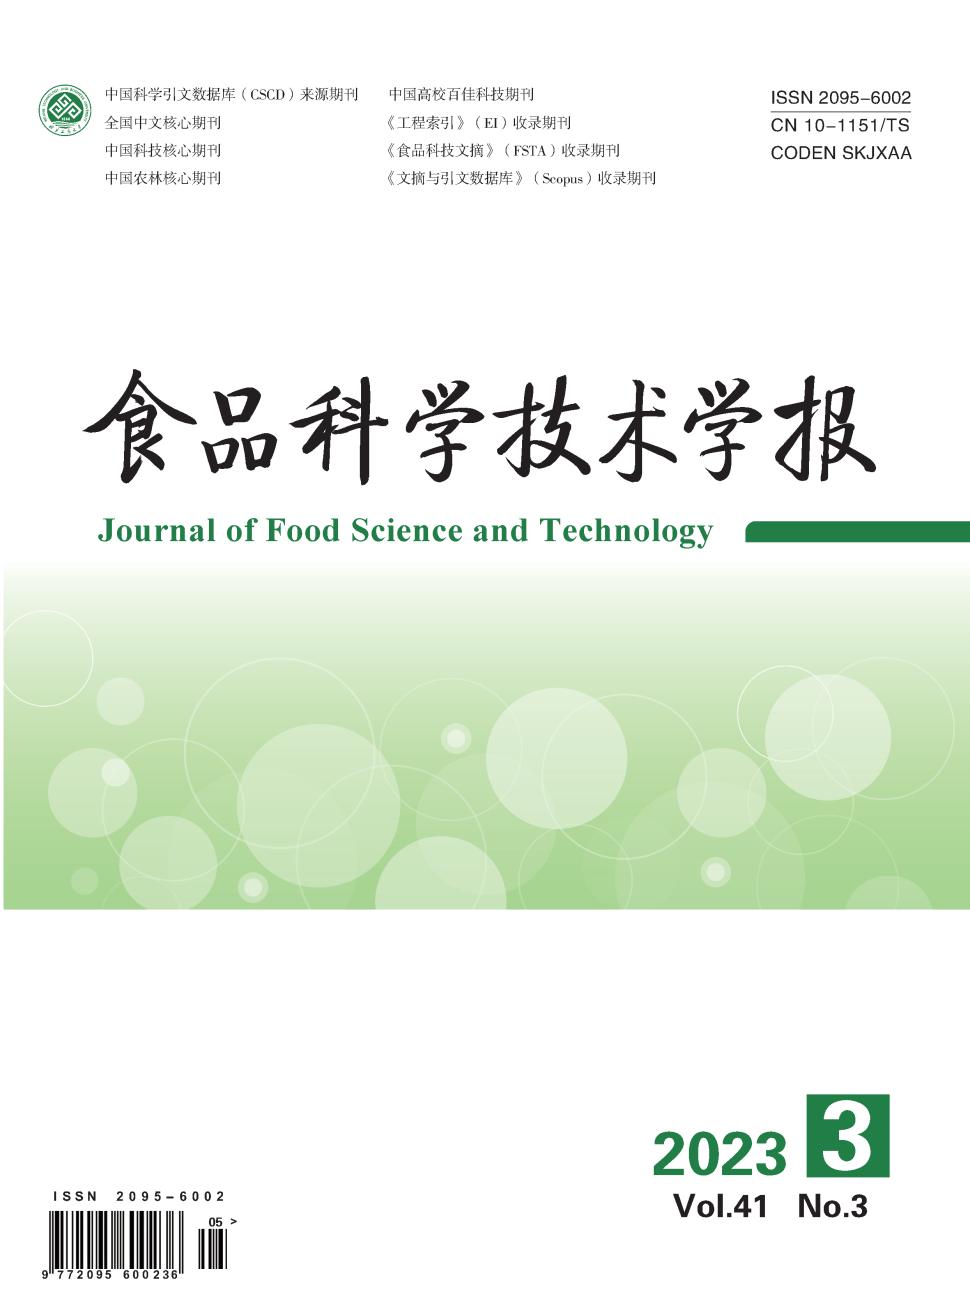 中国科学引文数据库（CSCD）来源期刊
全国中文核心期刊
中国科技核心期刊
中国农林核心期刊
中国高校百佳科技期刊
《工程索引》（EI）收录期刊
《食品科技文摘》（FSTA）收录期刊
《文摘与引文数据库》（Scopus）收录期刊
ISSN 2095-6002
CN 10-1151/TS
CODEN SKJXAA
食品科学技术学报
Journal of Food Science and Technology
2023 3
Vol.41 No.3
ISSN 2095-6002
05 >
9 772095 600236